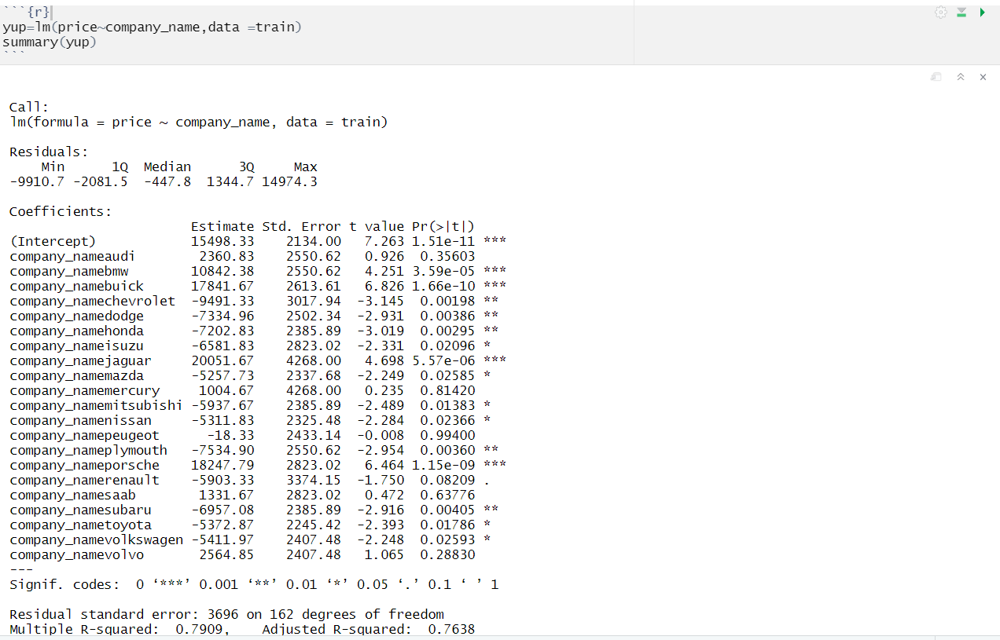 ```{r}
yup=lm(price~company_name,data =train)
summary(yup)
```
Call:
lm(formula = price ~ company_name, data = train)
Residuals:
    Min      1Q  Median      3Q     Max
-9910.7 -2081.5  -447.8  1344.7 14974.3
Coefficients:
                       Estimate Std. Error t value Pr(>|t|)
(Intercept)            15498.33    2134.00   7.263 1.51e-11 ***
company_nameaudi        2360.83    2550.62   0.926  0.35603
company_namebmw        10842.38    2550.62   4.251 3.59e-05 ***
company_namebuick      17841.67    2613.61   6.826 1.66e-10 ***
company_namechevrolet  -9491.33    3017.94  -3.145  0.00198 **
company_namedodge      -7334.96    2502.34  -2.931  0.00386 **
company_namehonda      -7202.83    2385.89  -3.019  0.00295 **
company_nameisuzu      -6581.83    2823.02  -2.331  0.02096 *
company_namejaguar     20051.67    4268.00   4.698 5.57e-06 ***
company_namemazda      -5257.73    2337.68  -2.249  0.02585 *
company_namemercury     1004.67    4268.00   0.235  0.81420
company_namemitsubishi -5937.67    2385.89  -2.489  0.01383 *
company_namenissan     -5311.83    2325.48  -2.284  0.02366 *
company_namepeugeot      -18.33    2433.14  -0.008  0.99400
company_nameplymouth   -7534.90    2550.62  -2.954  0.00360 **
company_nameporsche    18247.79    2823.02   6.464 1.15e-09 ***
company_namerenault    -5903.33    3374.15  -1.750  0.08209 .
company_namesaab        1331.67    2823.02   0.472  0.63776
company_namesubaru     -6957.08    2385.89  -2.916  0.00405 **
company_nametoyota     -5372.87    2245.42  -2.393  0.01786 *
company_namevolkswagen -5411.97    2407.48  -2.248  0.02593 *
company_namevolvo       2564.85    2407.48   1.065  0.28830
---
Signif. codes:  0 ‘***’ 0.001 ‘**’ 0.01 ‘*’ 0.05 ‘.’ 0.1 ‘ ’ 1
Residual standard error: 3696 on 162 degrees of freedom
Multiple R-squared:  0.7909,	Adjusted R-squared:  0.7638